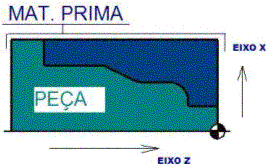 MAT. PRIMA
EIXO X
PEÇA
EIXO Z